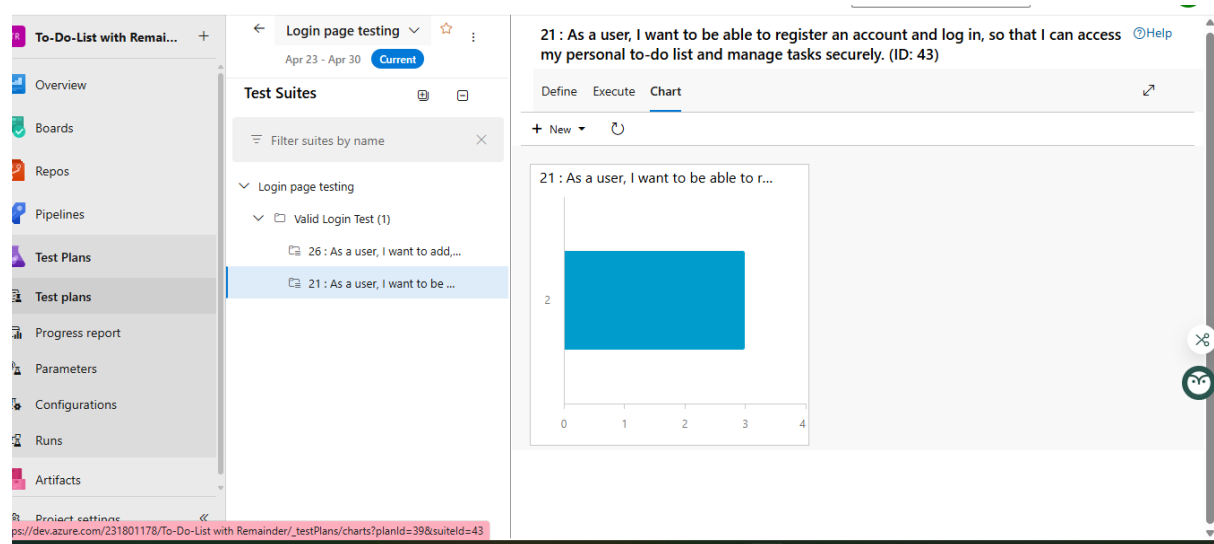 To-Do-List with Remai...
+
Overview
Boards
Repos
Pipelines
Test Plans
Test plans
Progress report
Parameters
Configurations
Runs
Artifacts
Project settings
ps://dev.azure.com/231801178/To-Do-List with Remainder/_testPlans/charts?planId=39&suiteId=43
Login page testing
Apr 23 - Apr 30 Current
Test Suites
Filter suites by name
Login page testing
Valid Login Test (1)
26 : As a user, I want to add,...
21 : As a user, I want to be ...
21 : As a user, I want to be able to register an account and log in, so that I can access
my personal to-do list and manage tasks securely. (ID: 43)
Help
Define Execute Chart
+ New
21 : As a user, I want to be able to r...
2
0 1 2 3 4